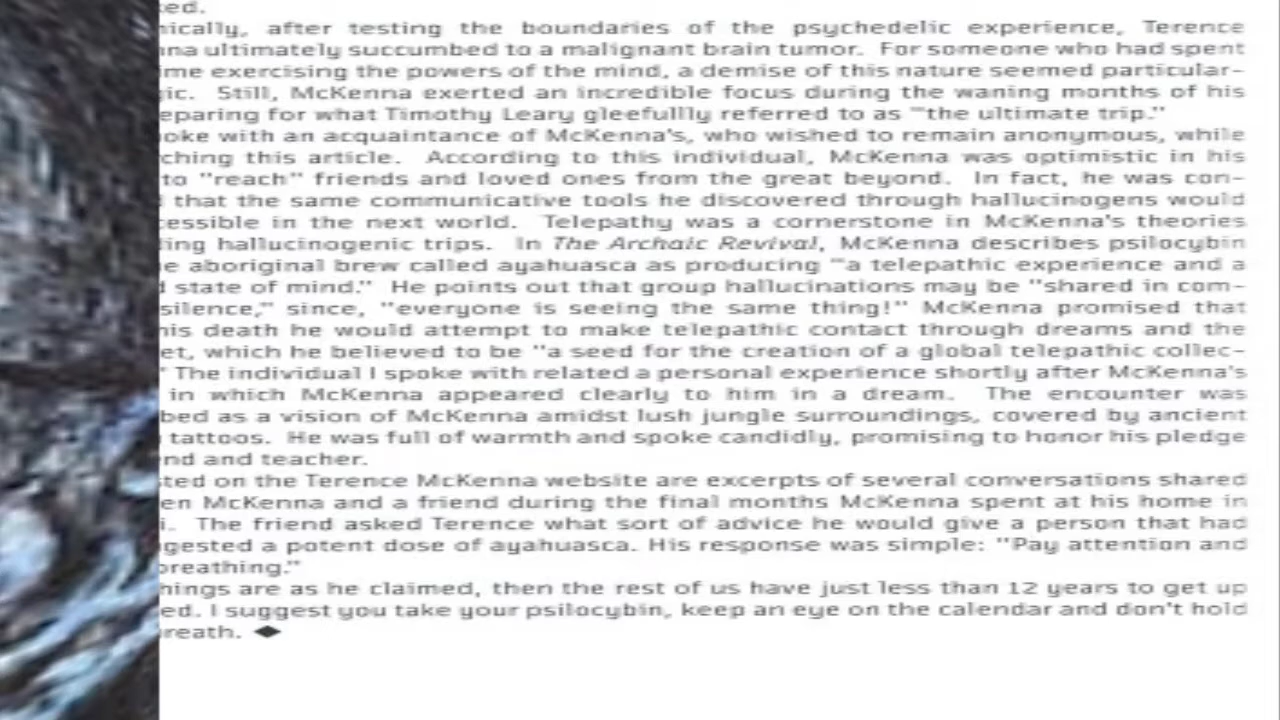 ed.
nically, after testing the boundaries of the psychedelic experience, Terence
nna ultimately succumbed to a malignant brain tumor. For someone who had spent
me exercising the powers of the mind, a demise of this nature seemed particular-
gic. Still, McKenna exerted an incredible focus during the waning months of his
eparing for what Timothy Leary gleefullly referred to as "the ultimate trip."
oke with an acquaintance of McKenna's, who wished to remain anonymous, while
ching this article. According to this individual, McKenna was optimistic in his
to "reach" friends and loved ones from the great beyond. In fact, he was con-
that the same communicative tools he discovered through hallucinogens would
cessible in the next world. Telepathy was a cornerstone in McKenna's theories
ding hallucinogenic trips. In The Archaic Revival, McKenna describes psilocybin
e aboriginal brew called ayahuasca as producing "a telepathic experience and a
d state of mind." He points out that group hallucinations may be "shared in com-
silence," since, "everyone is seeing the same thing!" McKenna promised that
his death he would attempt to make telepathic contact through dreams and the
et, which he believed to be "a seed for the creation of a global telepathic collec-
" The individual I spoke with related a personal experience shortly after McKenna's
in which McKenna appeared clearly to him in a dream. The encounter was
bed as a vision of McKenna amidst lush jungle surroundings, covered by ancient
tattoos. He was full of warmth and spoke candidly, promising to honor his pledge
end and teacher.
ted on the Terence McKenna website are excerpts of several conversations shared
en McKenna and a friend during the final months McKenna spent at his home in
i. The friend asked Terence what sort of advice he would give a person that had
gested a potent dose of ayahuasca. His response was simple: "Pay attention and
breathing."
hings are as he claimed, then the rest of us have just less than 12 years to get up
ed. I suggest you take your psilocybin, keep an eye on the calendar and don't hold
reath. ◆